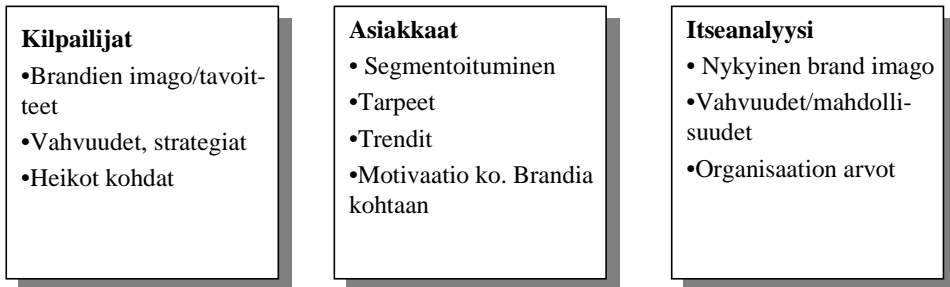 Kilpailijat
•Brandien imago/tavoit-
teet
•Vahvuudet, strategiat
•Heikot kohdat
Asiakkaat
• Segmentoituminen
•Tarpeet
•Trendit
•Motivaatio ko. Brandia
kohtaan
Itseanalyysi
• Nykyinen brand imago
•Vahvuudet/mahdolli-
suudet
•Organisaation arvot